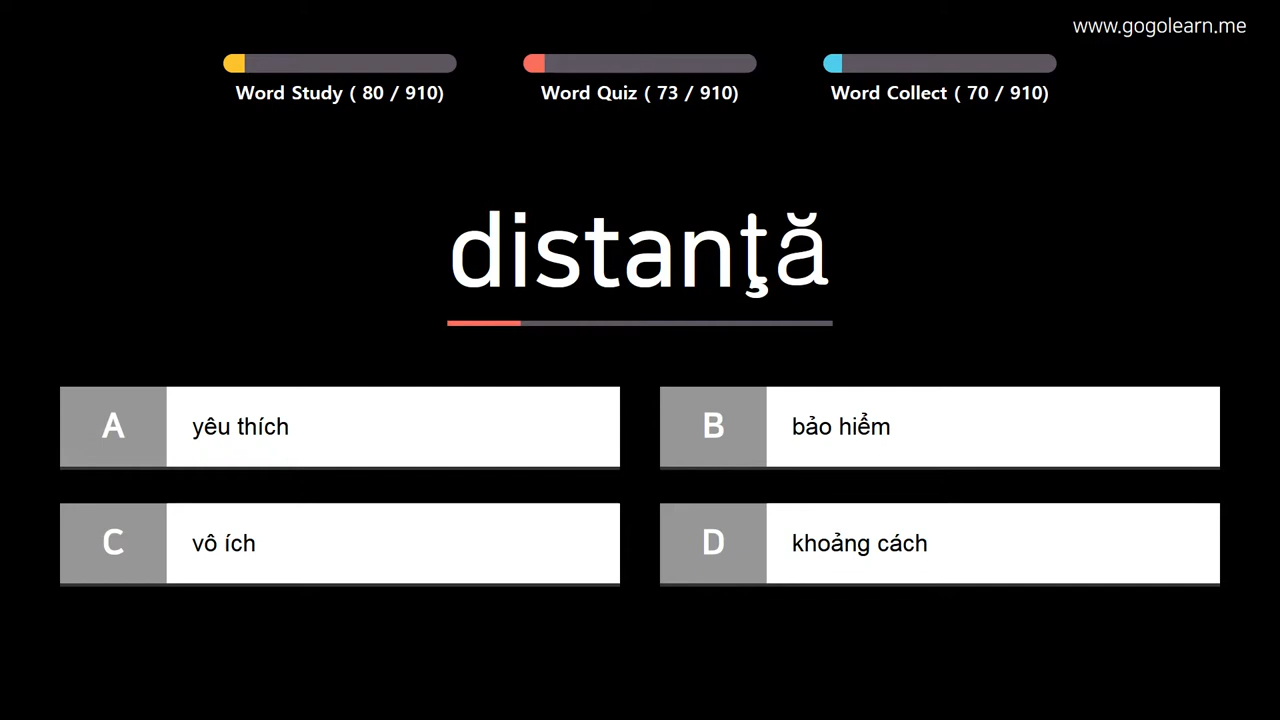 www.gogolearn.me
Word Study ( 80 / 910)
Word Quiz ( 73 / 910)
Word Collect ( 70 / 910)
distanţă
A yêu thích
B bảo hiểm
C vô ích
D khoảng cách